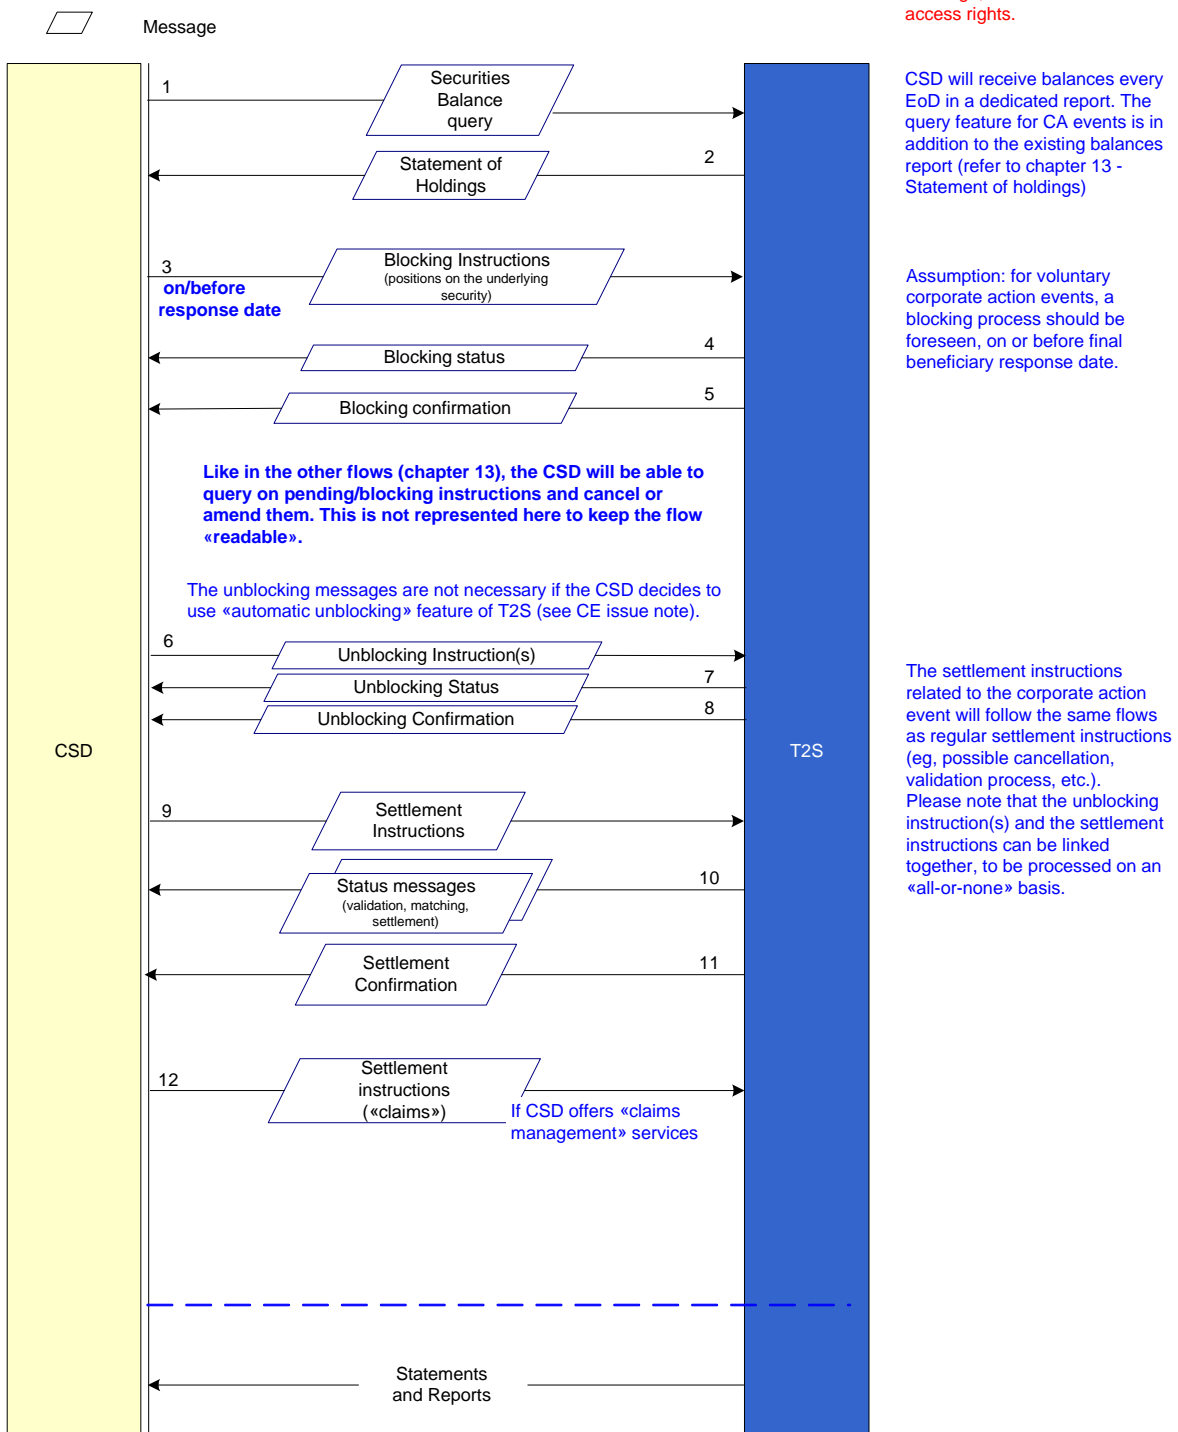 access rights.
Message
1
Securities
Balance
query
CSD will receive balances every
EoD in a dedicated report. The
query feature for CA events is in
addition to the existing balances
report (refer to chapter 13 -
Statement of holdings)
Statement of
Holdings
2
3
on/before
response date
Blocking Instructions
(positions on the underlying
security)
Assumption: for voluntary
corporate action events, a
blocking process should be
foreseen, on or before final
beneficiary response date.
Blocking status
4
Blocking confirmation
5
Like in the other flows (chapter 13), the CSD will be able to
query on pending/blocking instructions and cancel or
amend them. This is not represented here to keep the flow
«readable».
The unblocking messages are not necessary if the CSD decides to
use «automatic unblocking» feature of T2S (see CE issue note).
6
Unblocking Instruction(s)
Unblocking Status
7
Unblocking Confirmation
8
CSD
T2S
The settlement instructions
related to the corporate action
event will follow the same flows
as regular settlement instructions
(eg, possible cancellation,
validation process, etc.).
Please note that the unblocking
instruction(s) and the settlement
instructions can be linked
together, to be processed on an
«all-or-none» basis.
9
Settlement
Instructions
Status messages
(validation, matching,
settlement)
10
Settlement
Confirmation
11
12
Settlement
instructions
(«claims»)
If CSD offers «claims
management» services
Statements
and Reports